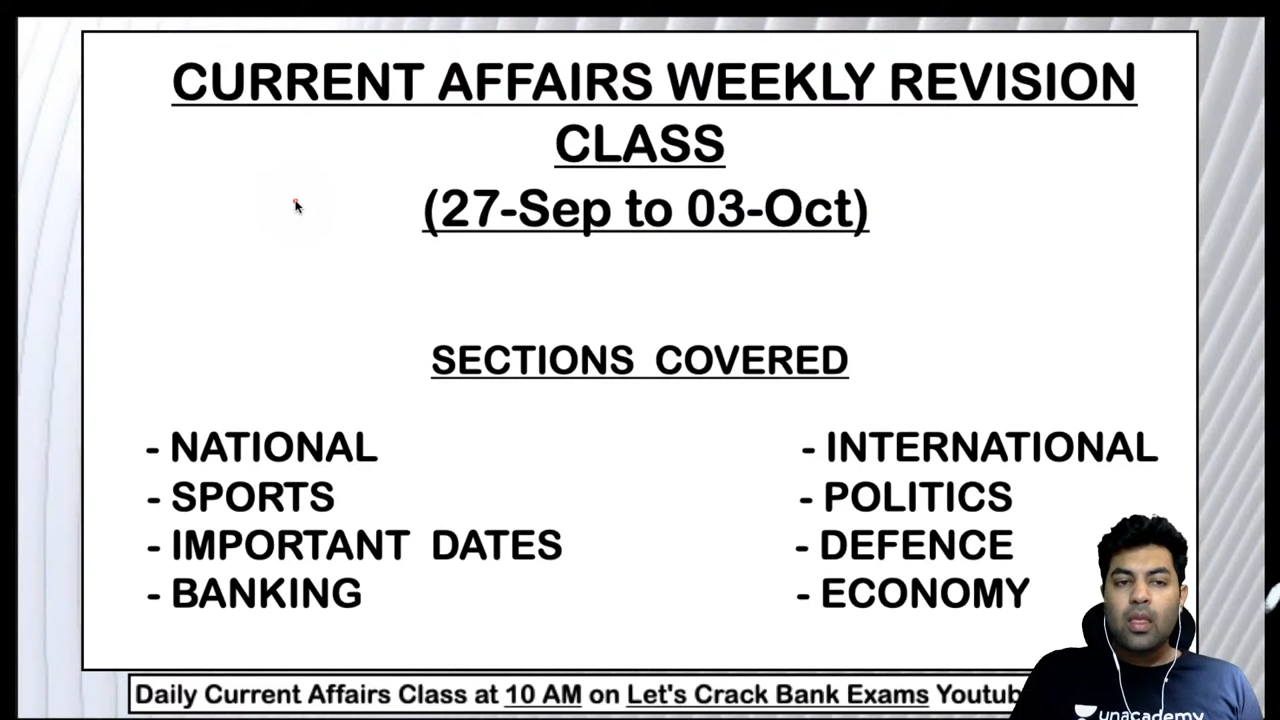 CURRENT AFFAIRS WEEKLY REVISION
CLASS
(27-Sep to 03-Oct)
SECTIONS COVERED
- NATIONAL
- INTERNATIONAL
- SPORTS
- POLITICS
- IMPORTANT DATES
- DEFENCE
- BANKING
- ECONOMY
Daily Current Affairs Class at 10 AM on Let's Crack Bank Exams Youtub
unacademy